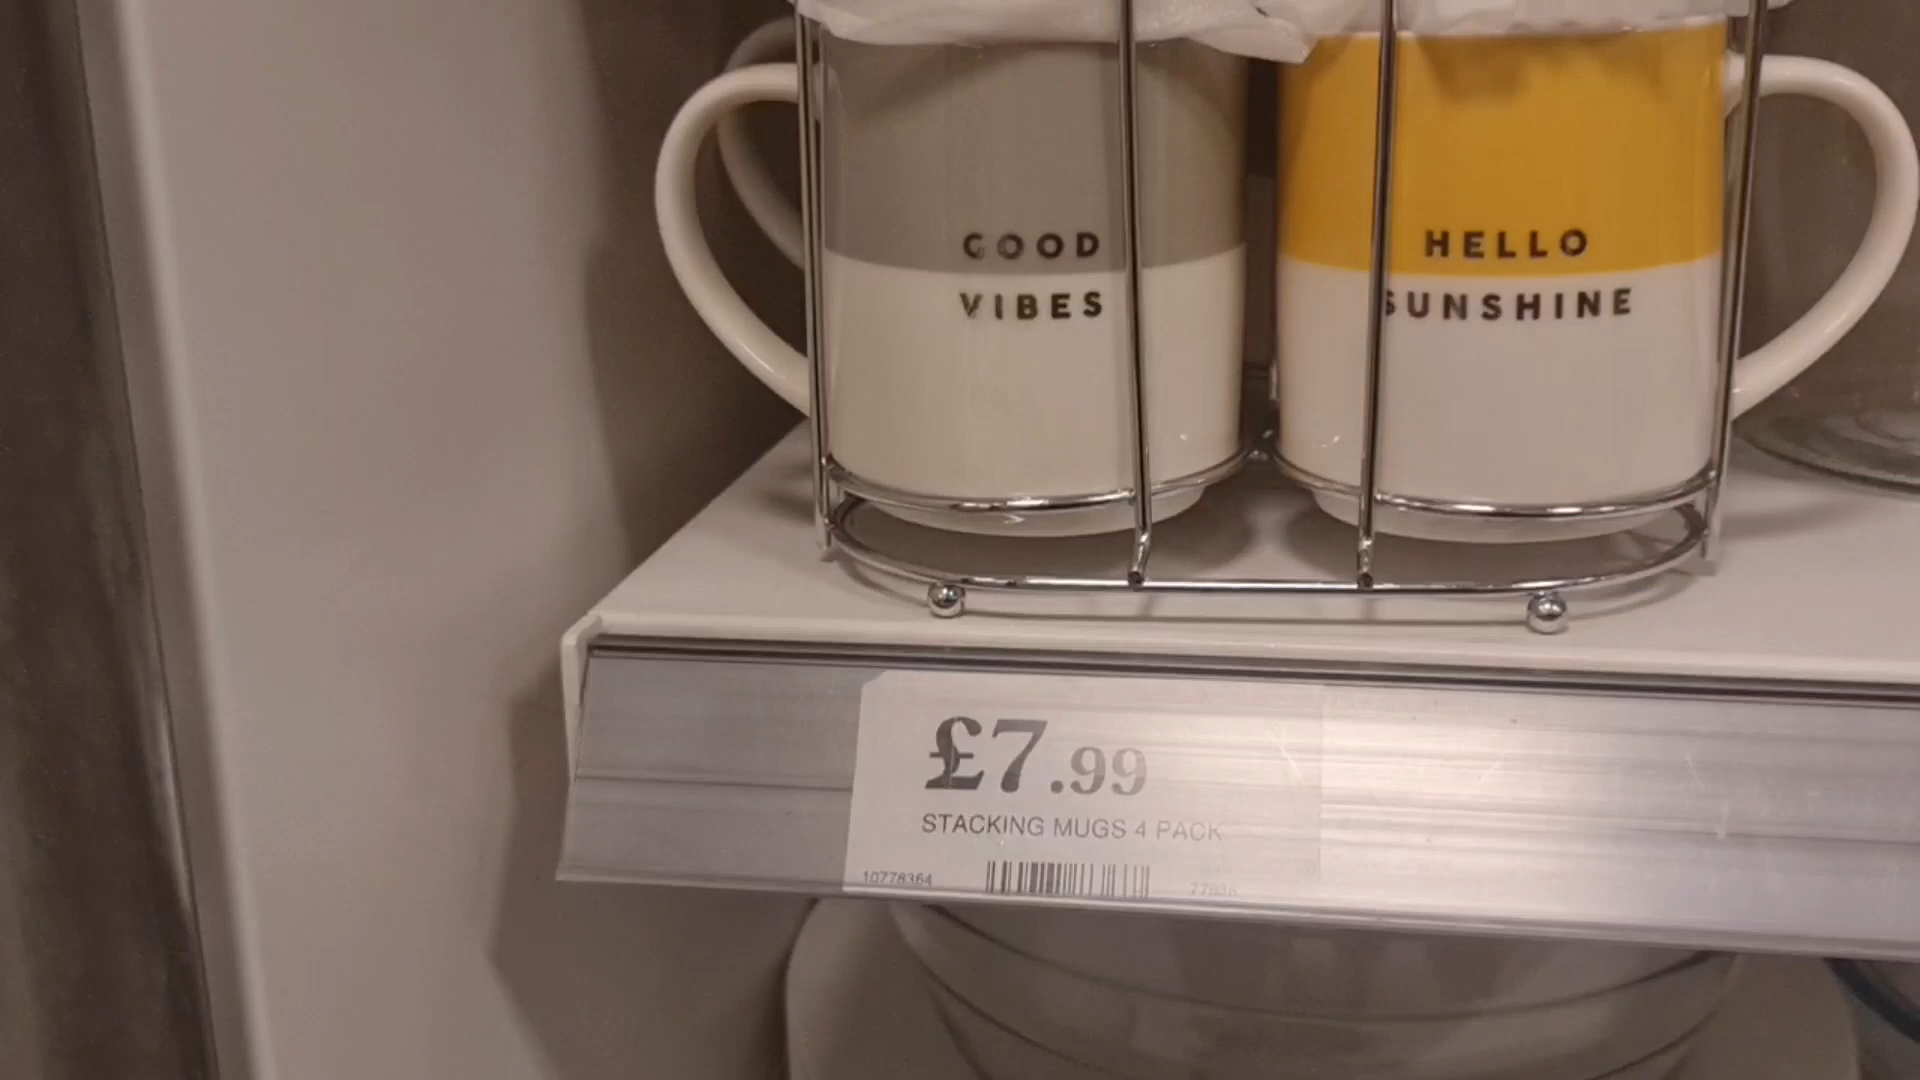 GOOD
VIBES
HELLO
SUNSHINE
£7.99
STACKING MUGS 4 PACK
10778364